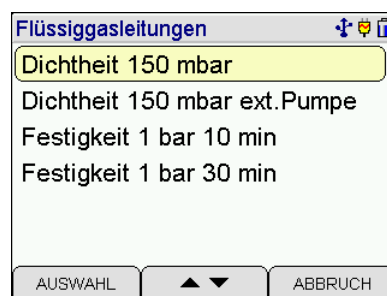 Flüssiggasleitungen
Dichtheit 150 mbar
Dichtheit 150 mbar ext.Pumpe
Festigkeit 1 bar 10 min
Festigkeit 1 bar 30 min
AUSWAHL ▲ ▼ ABBRUCH